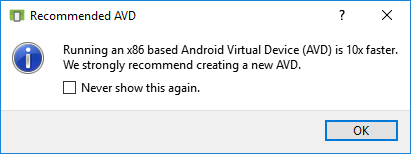 Recommended AVD
Running an x86 based Android Virtual Device (AVD) is 10x faster.
We strongly recommend creating a new AVD.
Never show this again.
OK